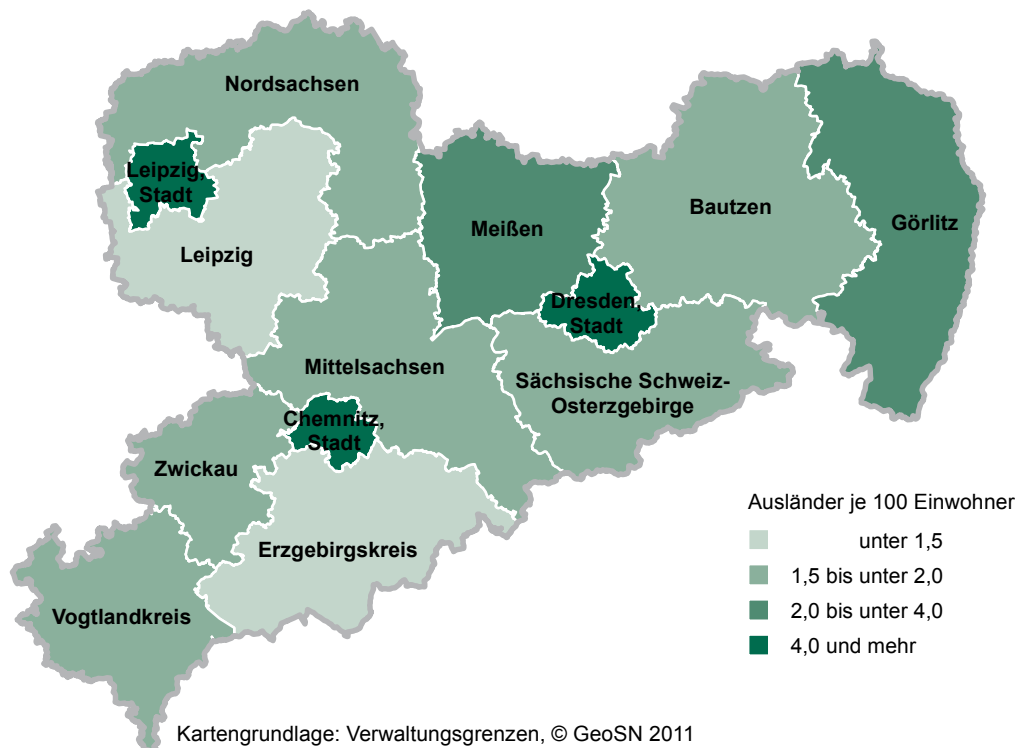 Nordsachsen
Leipzig,
Stadt
Leipzig
Meißen
Bautzen
Görlitz
Dresden,
Stadt
Mittelsachsen
Sächsische Schweiz-
Osterzgebirge
Chemnitz,
Stadt
Zwickau
Erzgebirgskreis
Vogtlandkreis
Ausländer je 100 Einwohner
unter 1,5
1,5 bis unter 2,0
2,0 bis unter 4,0
4,0 und mehr
Kartengrundlage: Verwaltungsgrenzen, © GeoSN 2011